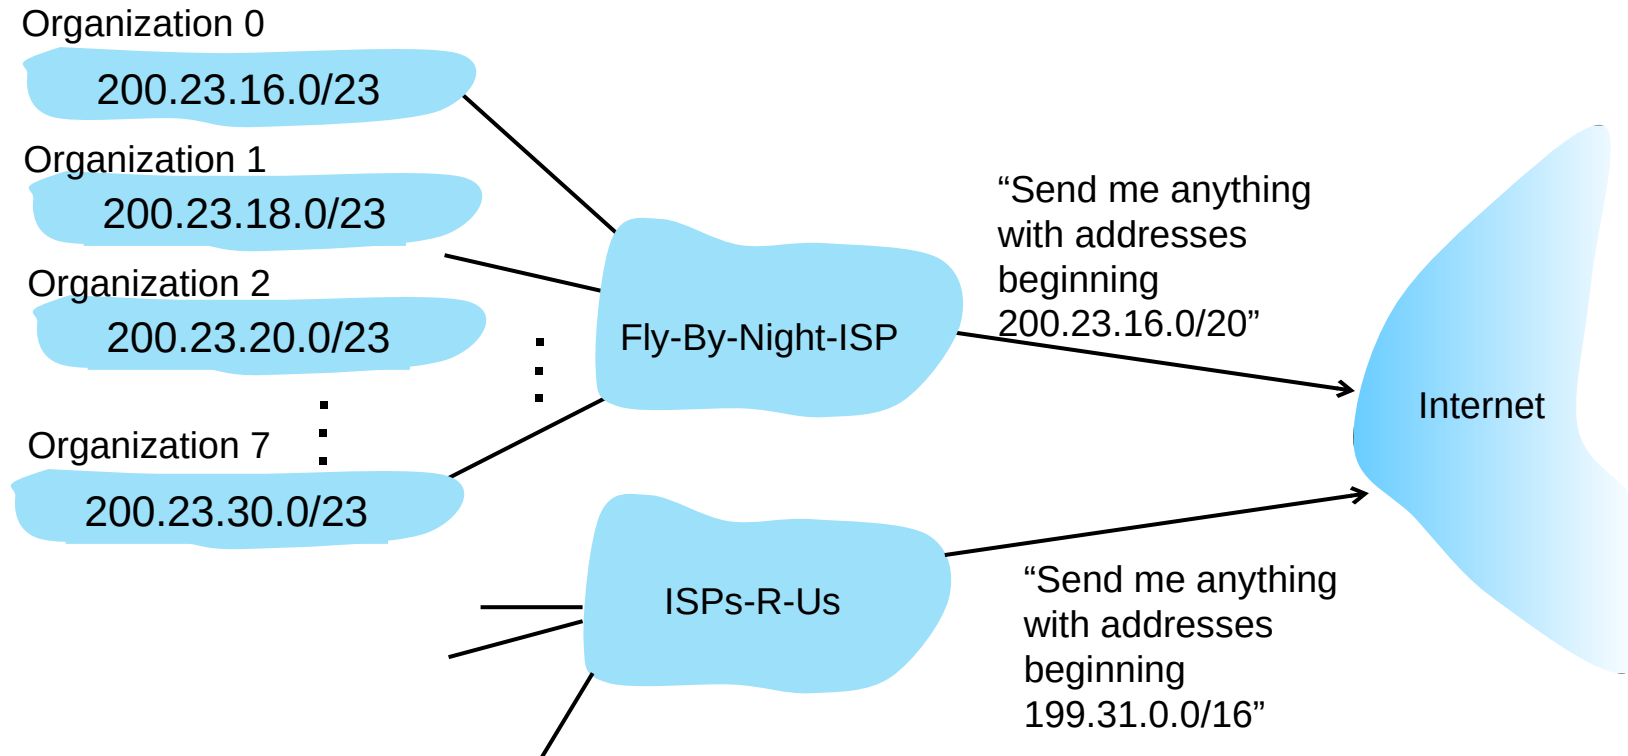 Organization 0
200.23.16.0/23
Organization 1
200.23.18.0/23
Organization 2
200.23.20.0/23
Organization 7
200.23.30.0/23
Fly-By-Night-ISP
“Send me anything
with addresses
beginning
200.23.16.0/20”
Internet
ISPs-R-Us
“Send me anything
with addresses
beginning
199.31.0.0/16”